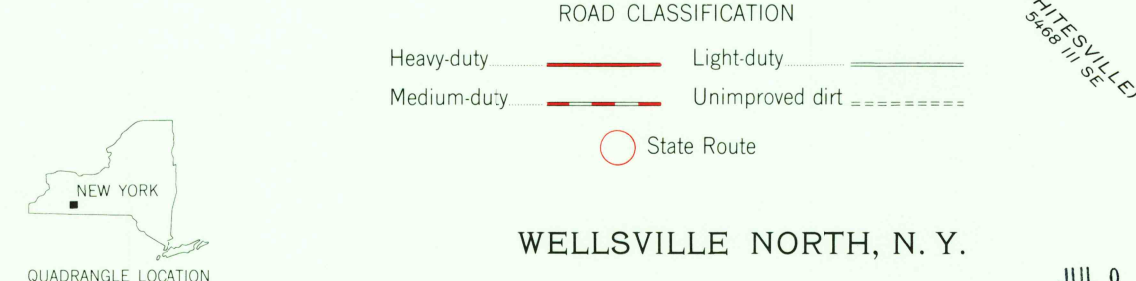 ROAD CLASSIFICATION
Heavy-duty Light-duty
Medium-duty Unimproved dirt
State Route
NEW YORK
QUADRANGLE LOCATION
WELLSVILLE NORTH, N. Y.
HITESVILLE)
5468 III SE